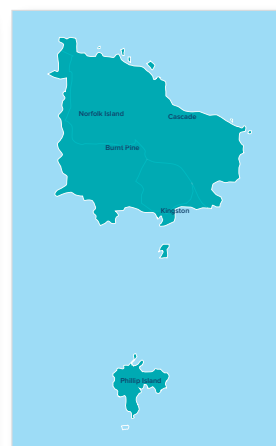 Norfolk Island
Cascade
Burnt Pine
Kingston
Phillip Island